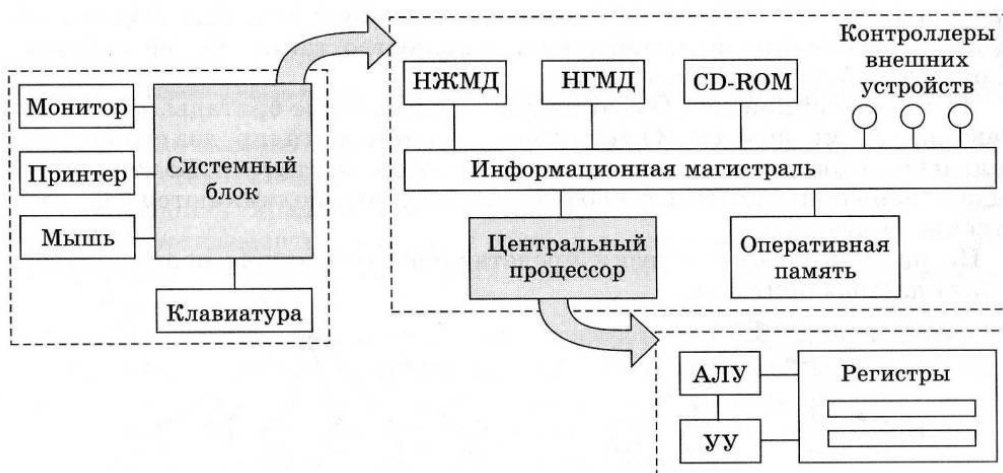 Монитор
Принтер
Мышь
Системный
блок
Клавиатура
НЖМД
НГМД
CD-ROM
Контроллеры
внешних
устройств
Информационная магистраль
Центральный
процессор
Оперативная
память
АЛУ
УУ
Регистры